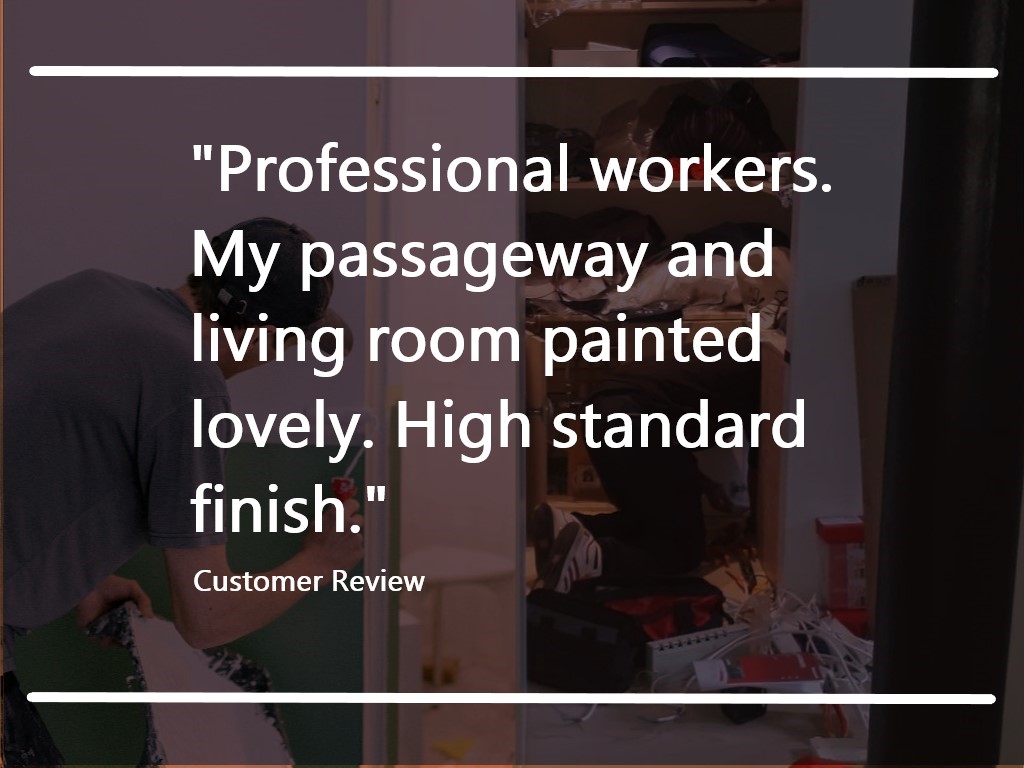 "Professional workers.
My passageway and
living room painted
lovely. High standard
finish."
Customer Review